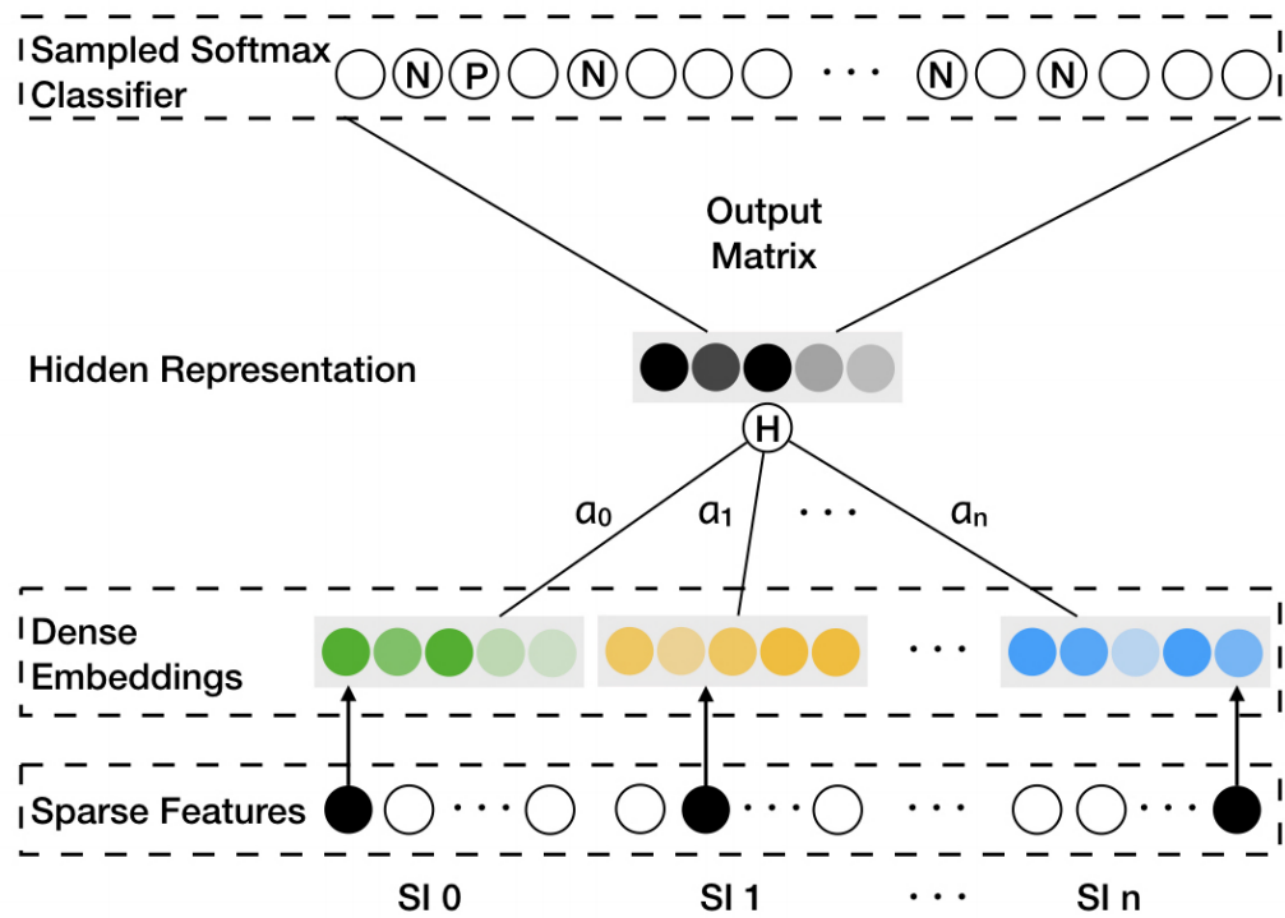 Sampled Softmax
Classifier
N P N ··· N N
Output
Matrix
Hidden Representation
H
a₀ a₁ ··· aₙ
Dense
Embeddings
···
Sparse Features ··· ··· ··· ···
SI 0 SI 1 ··· SI n